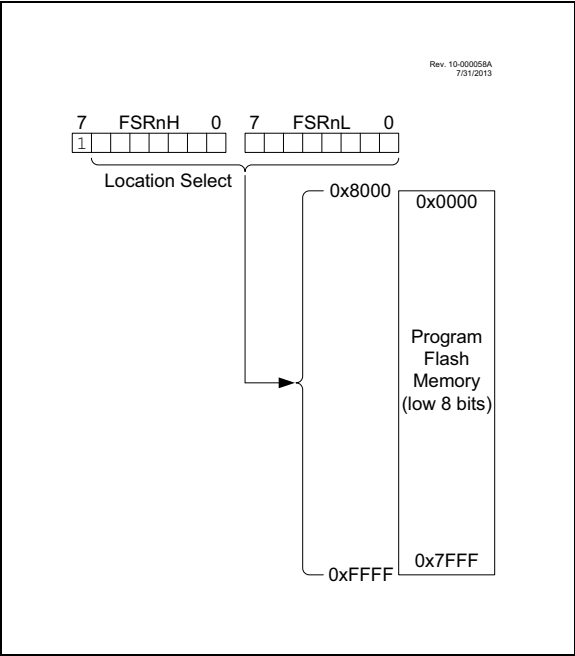 Rev. 10-000058A
7/31/2013
7 FSRnH 0 7 FSRnL 0
1
Location Select
0x8000
0x0000
Program
Flash
Memory
(low 8 bits)
0x7FFF
0xFFFF